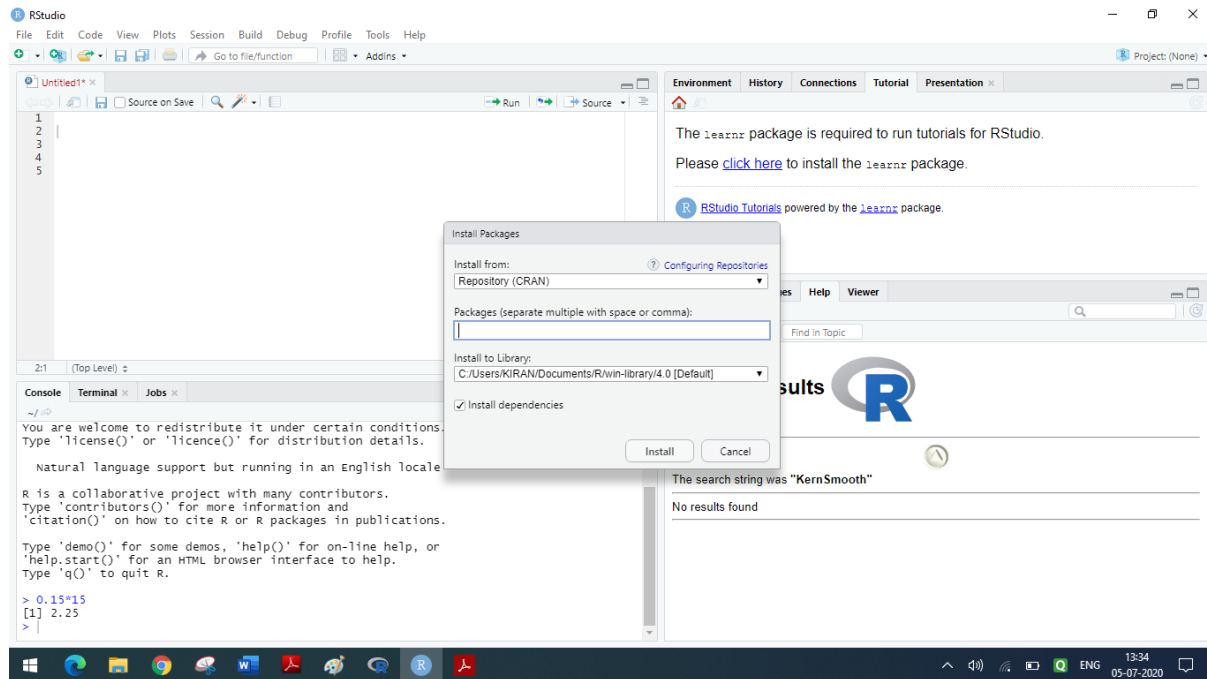 RStudio
File Edit Code View Plots Session Build Debug Profile Tools Help
Go to file/function Addins Project: (None)
Untitled1*
Source on Save Run Source
1
2
3
4
5
2:1 (Top Level)
Console Terminal Jobs
~/
You are welcome to redistribute it under certain conditions.
Type 'license()' or 'licence()' for distribution details.
Natural language support but running in an English locale
R is a collaborative project with many contributors.
Type 'contributors()' for more information and
'citation()' on how to cite R or R packages in publications.
Type 'demo()' for some demos, 'help()' for on-line help, or
'help.start()' for an HTML browser interface to help.
Type 'q()' to quit R.
> 0.15*15
[1] 2.25
>
Install Packages
Install from: ? Configuring Repositories
Repository (CRAN)
Packages (separate multiple with space or comma):
Install to Library:
C:/Users/KIRAN/Documents/R/win-library/4.0 [Default]
Install dependencies
Install Cancel
Environment History Connections Tutorial Presentation
The learnr package is required to run tutorials for RStudio.
Please click here to install the learnr package.
R RStudio Tutorials powered by the learnr package.
es Help Viewer
Find in Topic
sults R
The search string was "KernSmooth"
No results found
ENG 13:34
05-07-2020